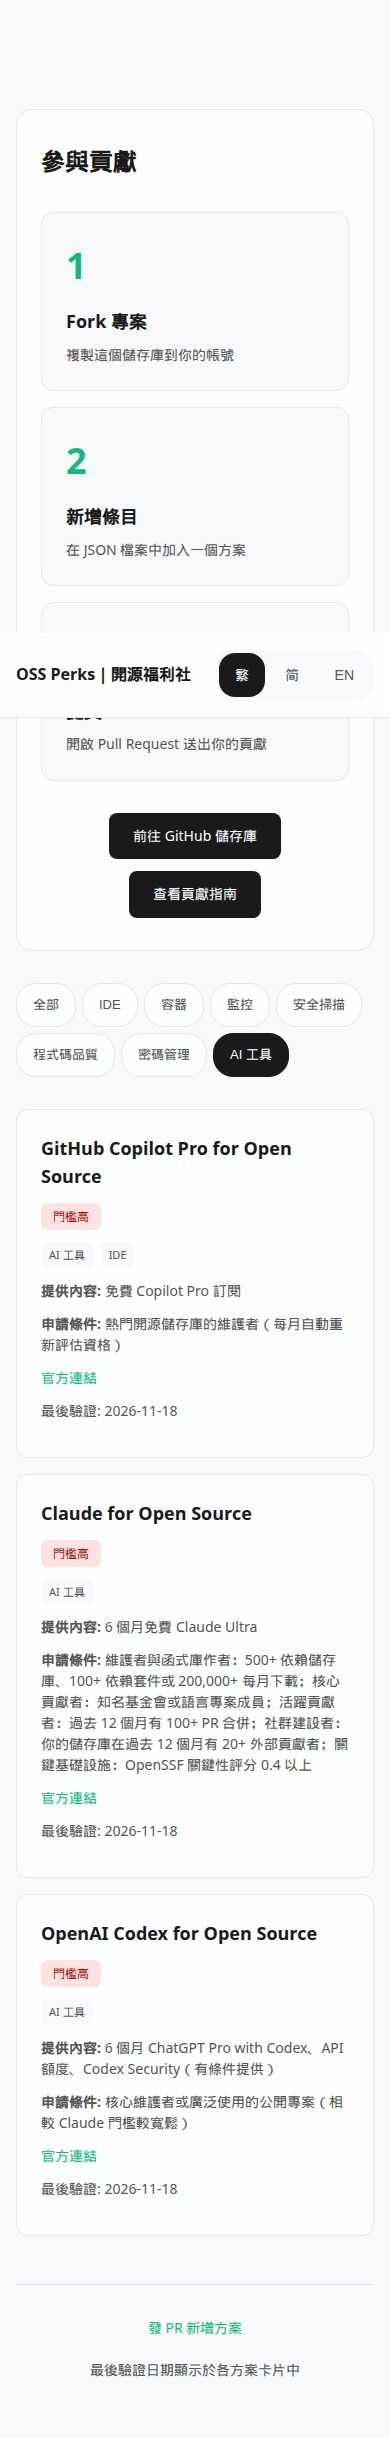 參與貢獻
1
Fork 專案
複製這個儲存庫到你的帳號
2
新增條目
在 JSON 檔案中加入一個方案
OSS Perks | 開源福利社
繁
简
EN
開啟 Pull Request 送出你的貢獻
前往 GitHub 儲存庫
查看貢獻指南
全部
IDE
容器
監控
安全掃描
程式碼品質
密碼管理
AI 工具
GitHub Copilot Pro for Open
Source
門檻高
AI 工具
IDE
提供內容: 免費 Copilot Pro 訂閱
申請條件: 熱門開源儲存庫的維護者（每月自動重
新評估資格）
官方連結
最後驗證: 2026-11-18
Claude for Open Source
門檻高
AI 工具
提供內容: 6 個月免費 Claude Ultra
申請條件: 維護者與函式庫作者：500+ 依賴儲存
庫、100+ 依賴套件或 200,000+ 每月下載；核心
貢獻者：知名基金會或語言專案成員；活躍貢獻
者：過去 12 個月有 100+ PR 合併；社群建設者：
你的儲存庫在過去 12 個月有 20+ 外部貢獻者；關
鍵基礎設施：OpenSSF 關鍵性評分 0.4 以上
官方連結
最後驗證: 2026-11-18
OpenAI Codex for Open Source
門檻高
AI 工具
提供內容: 6 個月 ChatGPT Pro with Codex、API
額度、Codex Security（有條件提供）
申請條件: 核心維護者或廣泛使用的公開專案（相
較 Claude 門檻較寬鬆）
官方連結
最後驗證: 2026-11-18
發 PR 新增方案
最後驗證日期顯示於各方案卡片中